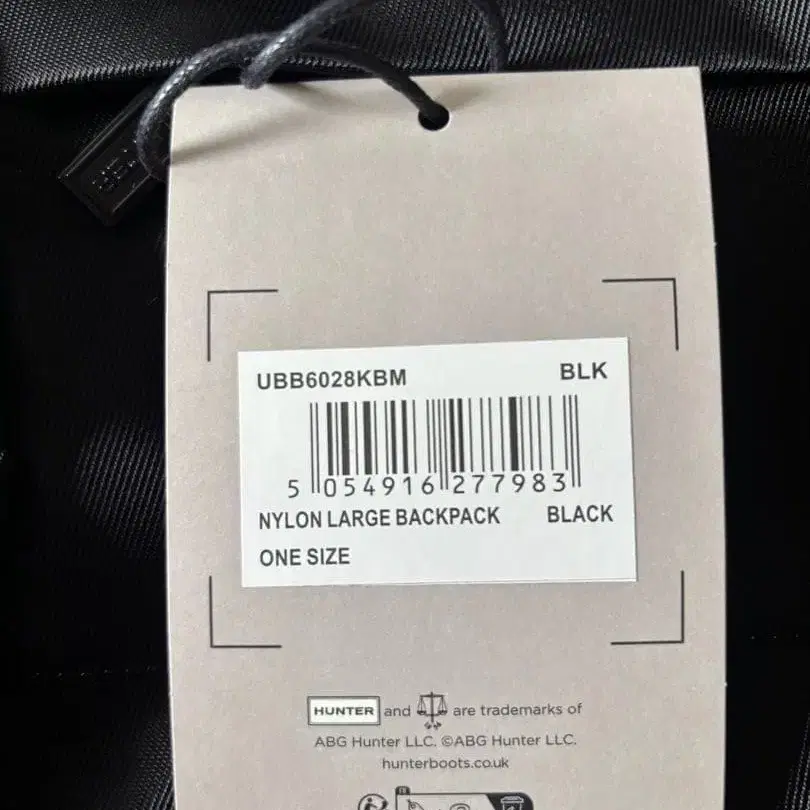 UBB6028KBM BLK
5 054916 277983
NYLON LARGE BACKPACK BLACK
ONE SIZE
HUNTER and are trademarks of
ABG Hunter LLC. ©ABG Hunter LLC.
hunterboots.co.uk